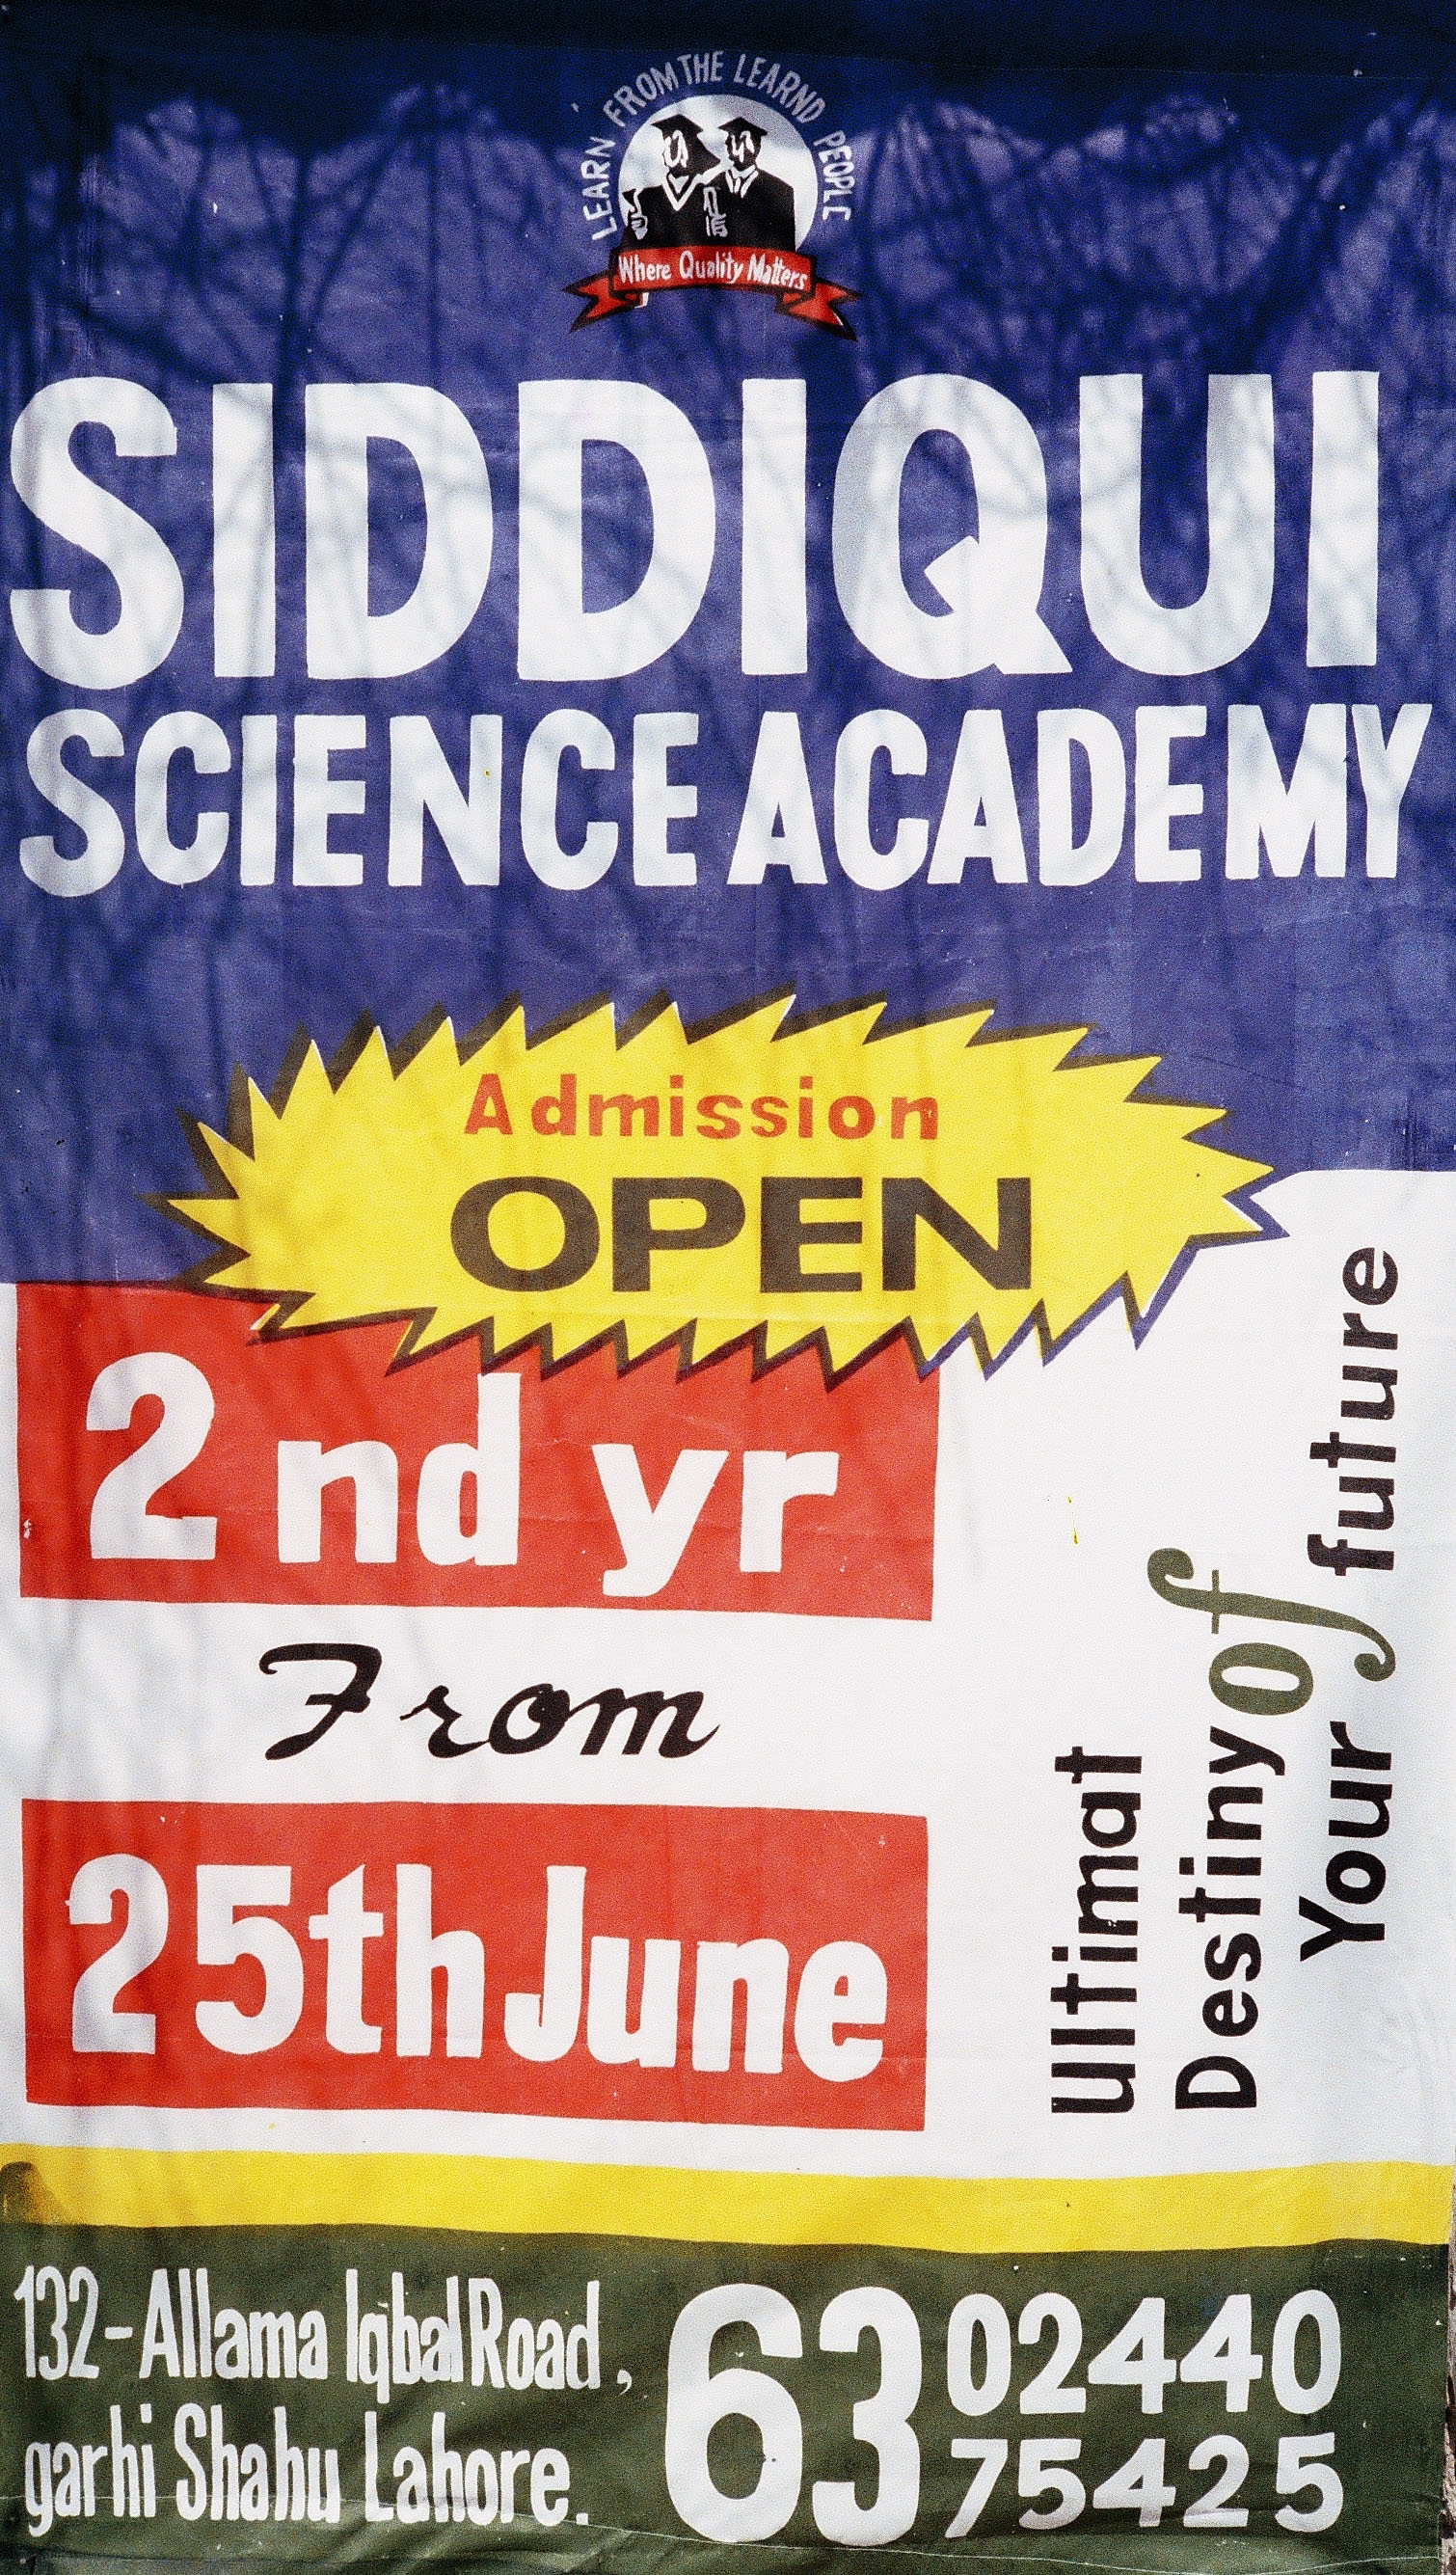 LEARN FROM THE LEARND PEOPLE
Where Quality Matters
SIDDIQUI
SCIENCE ACADEMY
Admission
OPEN
2nd yr
From
25th June
Ultimat
Destiny of
Your future
132-Allama Iqbal Road,
garhi Shahu Lahore.
63 02440
75425